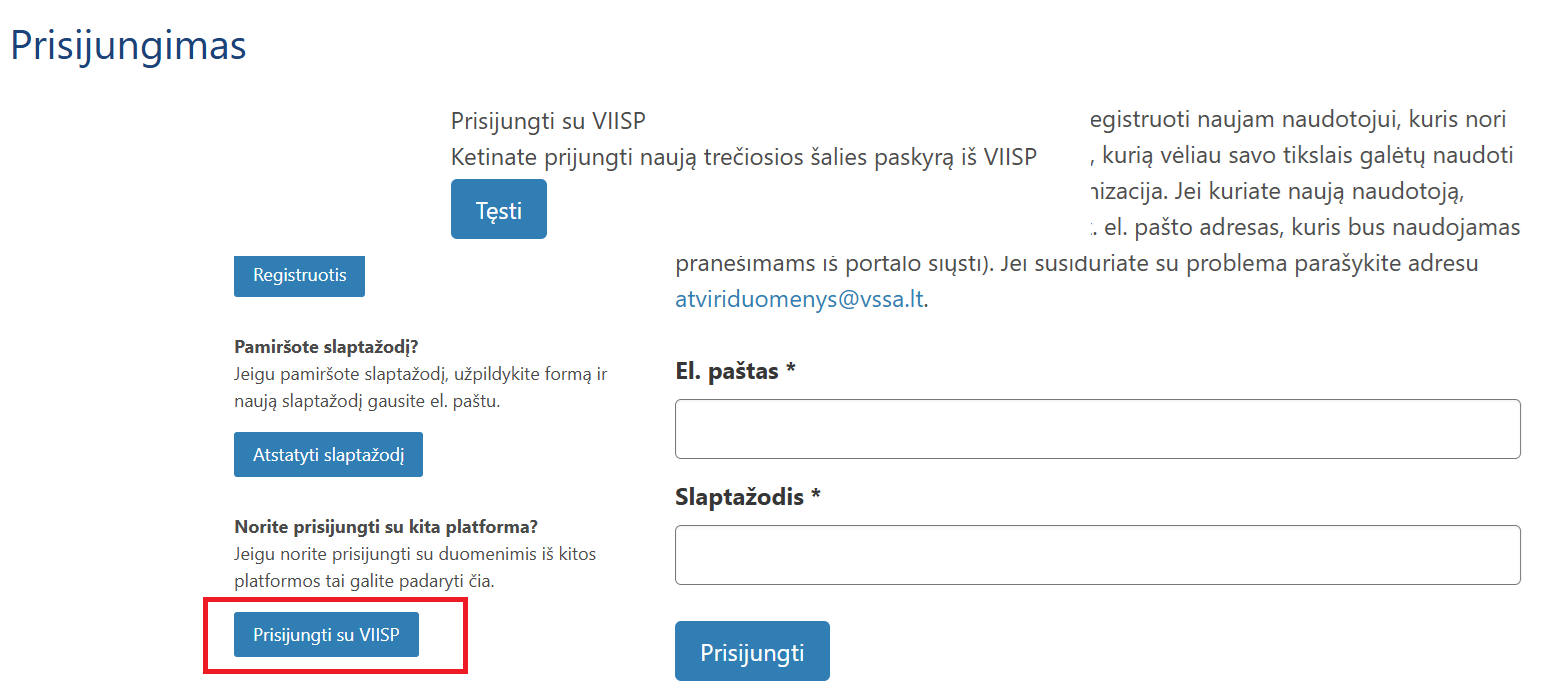 Prisijungimas
Prisijungti su VIISP
Ketinate prijungti naują trečiosios šalies paskyrą iš VIISP
Tęsti
Registruotis
Pamiršote slaptažodį?
Jeigu pamiršote slaptažodį, užpildykite formą ir
naują slaptažodį gausite el. paštu.
Atstatyti slaptažodį
Norite prisijungti su kita platforma?
Jeigu norite prisijungti su duomenimis iš kitos
platformos tai galite padaryti čia.
Prisijungti su VIISP
egistruoti naujam naudotojui, kuris nori
, kurią vėliau savo tikslais galėtų naudoti
nizacija. Jei kuriate naują naudotoją,
. el. pašto adresas, kuris bus naudojamas
pranešimams iš portalo siųsti). Jei susiduriate su problema parašykite adresu
atviriduomenys@vssa.lt.
El. paštas *
Slaptažodis *
Prisijungti